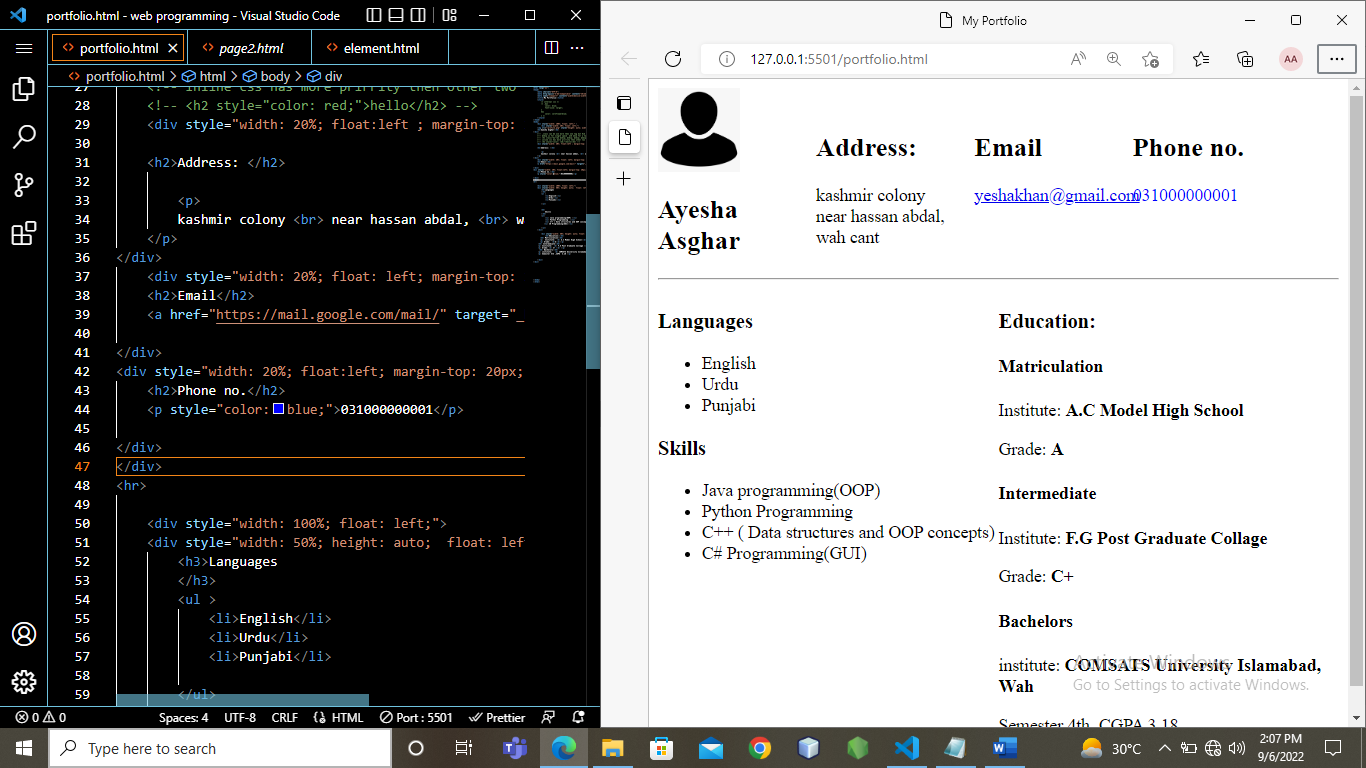 portfolio.html - web programming - Visual Studio Code
portfolio.html
page2.html
element.html
portfolio.html > html > body > div
28 <!-- <h2 style="color: red;">hello</h2> -->
29 <div style="width: 20%; float:left ; margin-top:
30
31 <h2>Address: </h2>
32
33 <p>
34 kashmir colony <br> near hassan abdal, <br> w
35 </p>
36 </div>
37 <div style="width: 20%; float: left; margin-top:
38 <h2>Email</h2>
39 <a href="https://mail.google.com/mail/" target="_
40
41 </div>
42 <div style="width: 20%; float:left; margin-top: 20px;
43 <h2>Phone no.</h2>
44 <p style="color: blue;">031000000001</p>
45
46 </div>
47 </div>
48 <hr>
49
50 <div style="width: 100%; float: left;">
51 <div style="width: 50%; height: auto;  float: lef
52 <h3>Languages
53 </h3>
54 <ul >
55 <li>English</li>
56 <li>Urdu</li>
57 <li>Punjabi</li>
58
59 </ul>
0 0 Spaces: 4 UTF-8 CRLF HTML Port : 5501 Prettier
My Portfolio
127.0.0.1:5501/portfolio.html
AA
Ayesha
Asghar
Address:
kashmir colony
near hassan abdal,
wah cant
Email
yeshakhan@gmail.com
Phone no.
031000000001
Languages
English
Urdu
Punjabi
Skills
Java programming(OOP)
Python Programming
C++ ( Data structures and OOP concepts)
C# Programming(GUI)
Education:
Matriculation
Institute: A.C Model High School
Grade: A
Intermediate
Institute: F.G Post Graduate Collage
Grade: C+
Bachelors
institute: COMSATS University Islamabad,
Wah
Semester 4th, CGPA 3.18
Activate Windows
Go to Settings to activate Windows.
Type here to search
30°C
2:07 PM
9/6/2022